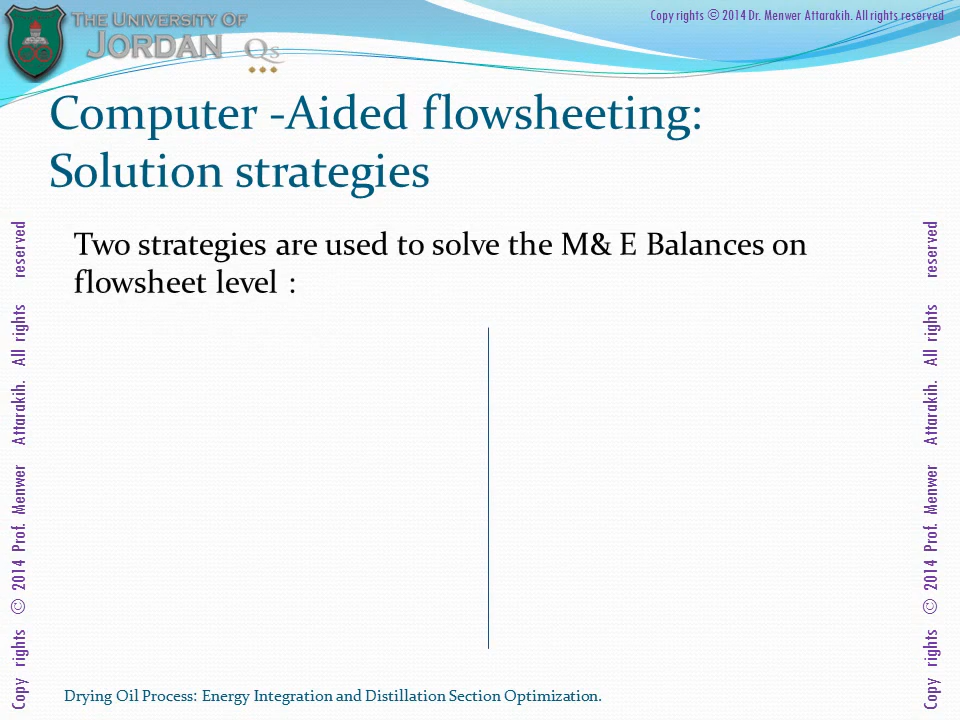 Copy rights © 2014 Dr. Menwer Attarakih. All rights reserved
THE UNIVERSITY OF
JORDAN Qs
Computer -Aided flowsheeting:
Solution strategies
Two strategies are used to solve the M& E Balances on
flowsheet level :
Copy rights © 2014 Prof. Menwer Attarakih. All rights reserved
Copy rights © 2014 Prof. Menwer Attarakih. All rights reserved
Drying Oil Process: Energy Integration and Distillation Section Optimization.